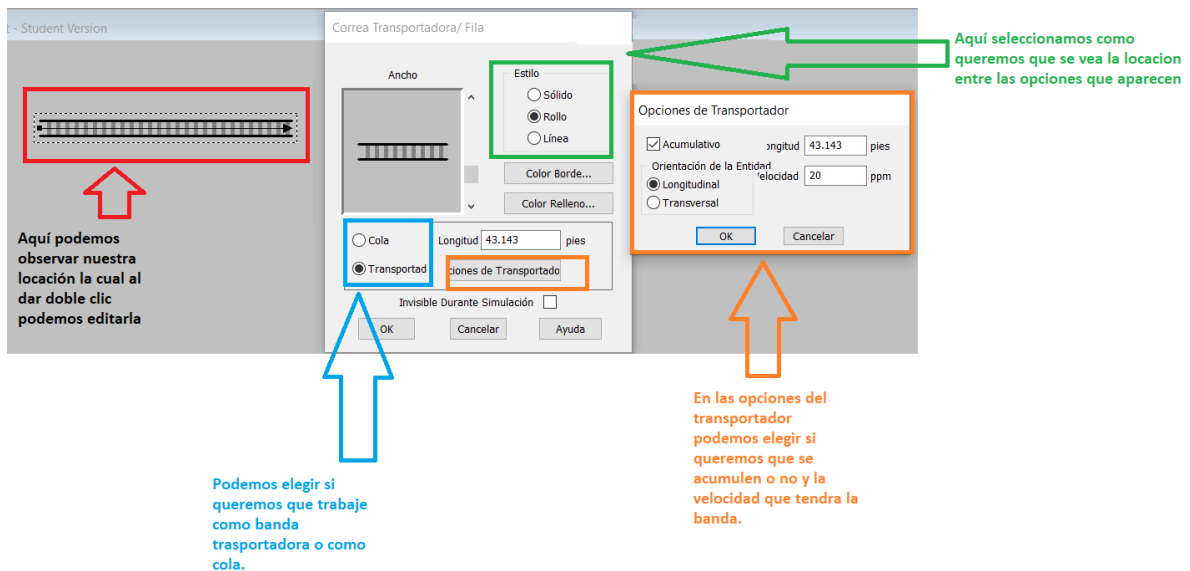 t - Student Version
Correa Transportadora/ Fila
Ancho
Estilo
Sólido
Rollo
Línea
Color Borde...
Color Relleno...
Cola
Longitud 43.143 pies
Transportad
ciones de Transportado
Invisible Durante Simulación
OK Cancelar Ayuda
Opciones de Transportador
Acumulativo ongitud 43.143 pies
Orientación de la Entidad
Velocidad 20 ppm
Longitudinal
Transversal
OK Cancelar
Aquí seleccionamos como
queremos que se vea la locacion
entre las opciones que aparecen
Aquí podemos
observar nuestra
locación la cual al
dar doble clic
podemos editarla
Podemos elegir si
queremos que trabaje
como banda
trasportadora o como
cola.
En las opciones del
transportador
podemos elegir si
queremos que se
acumulen o no y la
velocidad que tendra la
banda.